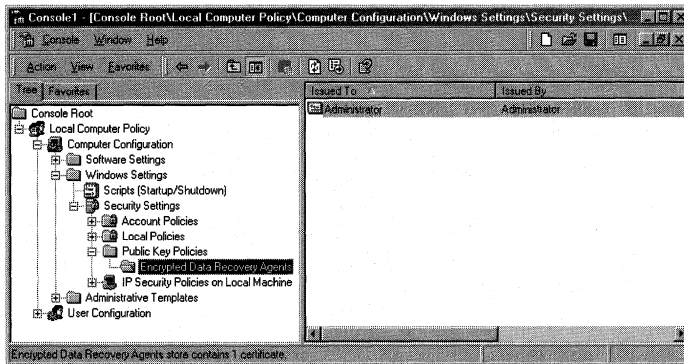 Console1 - [Console Root\Local Computer Policy\Computer Configuration\Windows Settings\Security Settings\...
Console Window Help
Action View Favorites
Tree Favorites
Console Root
Local Computer Policy
Computer Configuration
Software Settings
Windows Settings
Scripts (Startup/Shutdown)
Security Settings
Account Policies
Local Policies
Public Key Policies
Encrypted Data Recovery Agents
IP Security Policies on Local Machine
Administrative Templates
User Configuration
Issued To Issued By
Administrator Administrator
Encrypted Data Recovery Agents store contains 1 certificate.